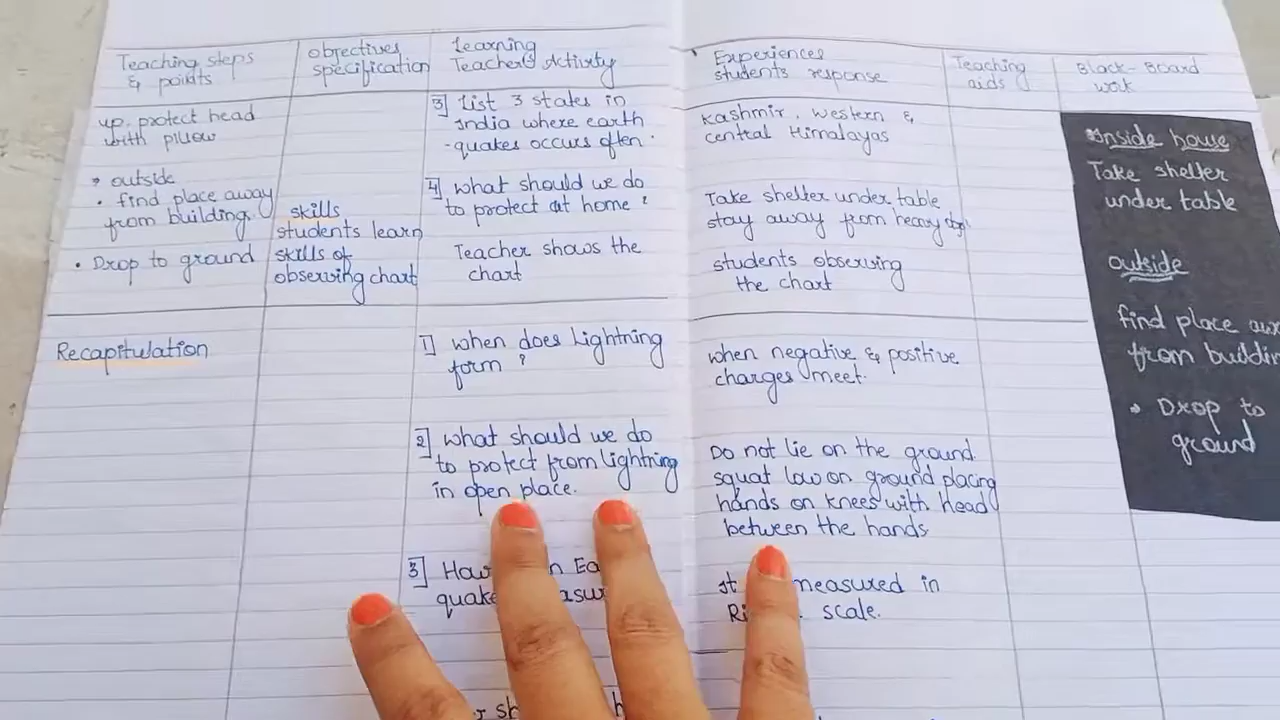 Teaching steps
& points
objectives
specification
Learning
Teacher's Activity
Experiences
students response
Teaching
aids
Black-Board
work
up, protect head
with pillow
• outside
• find place away
from building.
• Drop to ground
skills
students learn
skills of
observing chart
3] List 3 states in
India where earth
-quakes occurs often.
4] what should we do
to protect at home?
Teacher shows the
chart
Kashmir, western &
central Himalayas
Take shelter under table
stay away from heavy
students observing
the chart
Inside house
Take shelter
under table
outside
find place
from
• Drop to
ground
Recapitulation
1] when does Lightning
form?
when negative & positive
charges meet.
2] what should we do
to protect from lightning
in open place.
Do not lie on the ground
squat low on ground placing
hands on knees with head
between the hands
3]
measured in
scale.